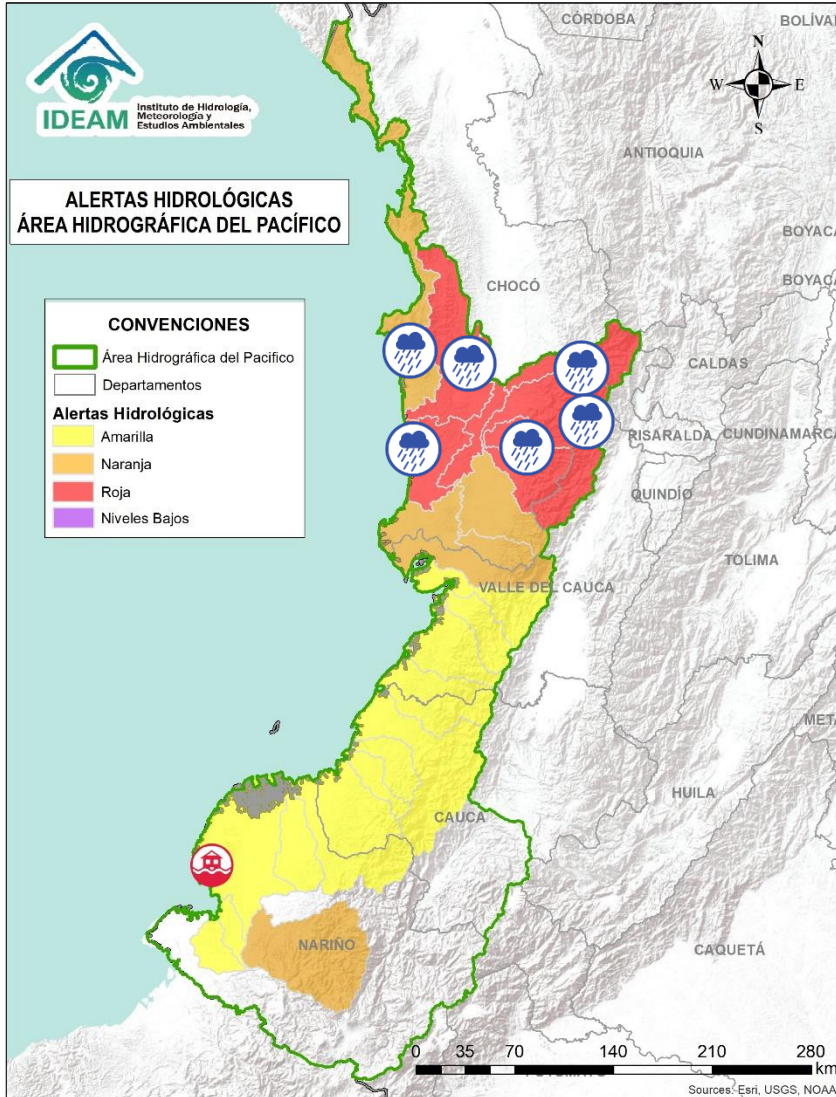 IDEAM
Instituto de Hidrología,
Meteorología y
Estudios Ambientales
ALERTAS HIDROLÓGICAS
ÁREA HIDROGRÁFICA DEL PACÍFICO
CONVENCIONES
Área Hidrográfica del Pacifico
Departamentos
Alertas Hidrológicas
Amarilla
Naranja
Roja
Niveles Bajos
N
W
E
S
CÓRDOBA
BOLÍVA
ANTIOQUIA
BOYACÁ
CHOCÓ
BOYACÁ
CALDAS
RISARALDA
CUNDINAMARCA
QUINDÍO
TOLIMA
VALLE DEL CAUCA
META
HUILA
CAUCA
NARIÑO
CAQUETÁ
0 35 70 140 210 280
km
Sources: Esri, USGS, NOAA